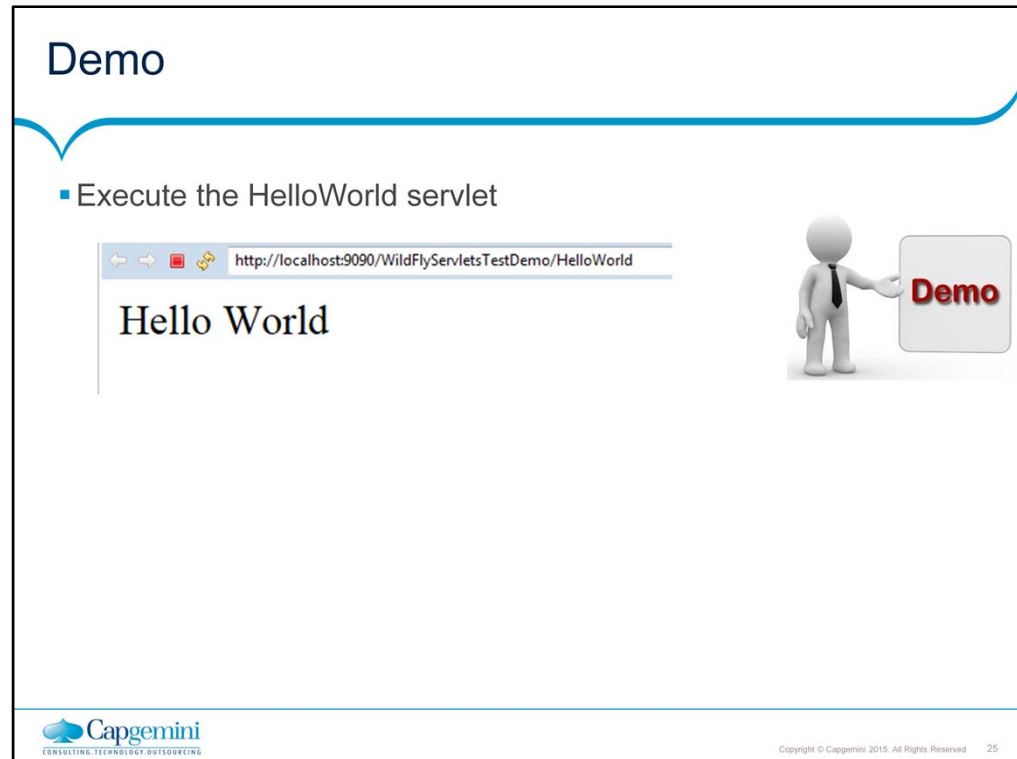 Demo
Execute the HelloWorld servlet
http://localhost:9090/WildFlyServletsTestDemo/HelloWorld
Hello World
Demo
Capgemini
CONSULTING.TECHNOLOGY.OUTSOURCING
Copyright © Capgemini 2015. All Rights Reserved 25